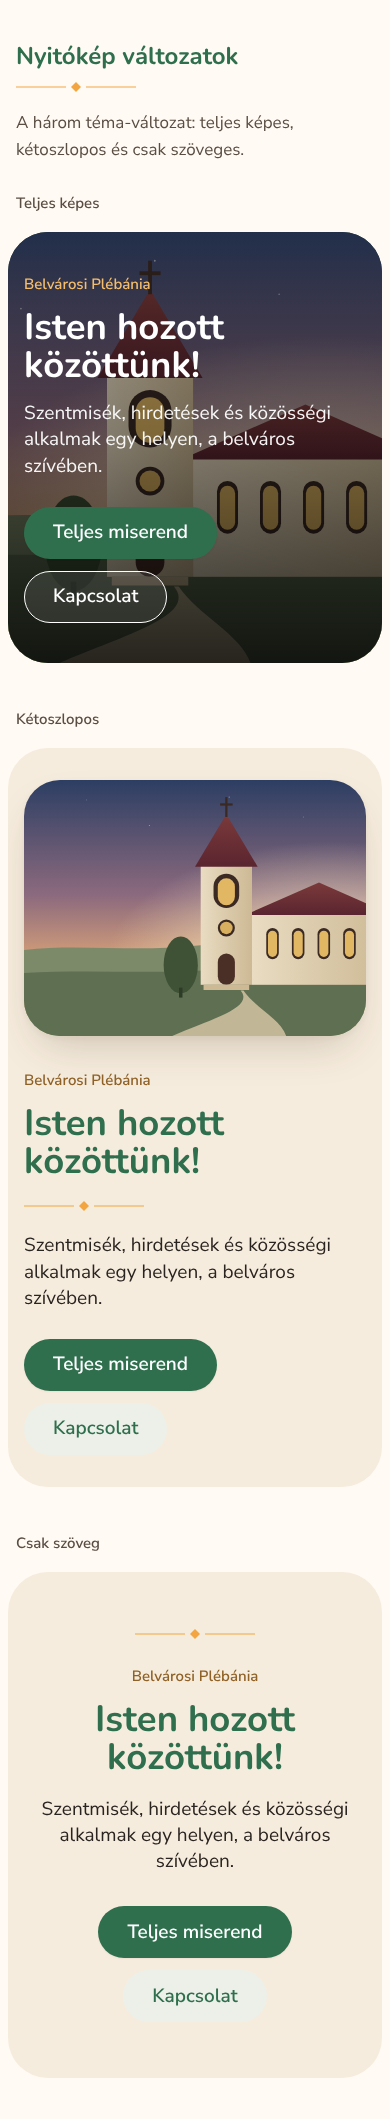 Nyitókép változatok
A három téma-változat: teljes képes,
kétoszlopos és csak szöveges.
Teljes képes
Belvárosi Plébánia
Isten hozott
közöttünk!
Szentmisék, hirdetések és közösségi
alkalmak egy helyen, a belváros
szívében.
Teljes miserend
Kapcsolat
Kétoszlopos
Belvárosi Plébánia
Isten hozott
közöttünk!
Szentmisék, hirdetések és közösségi
alkalmak egy helyen, a belváros
szívében.
Teljes miserend
Kapcsolat
Csak szöveg
Belvárosi Plébánia
Isten hozott
közöttünk!
Szentmisék, hirdetések és közösségi
alkalmak egy helyen, a belváros
szívében.
Teljes miserend
Kapcsolat